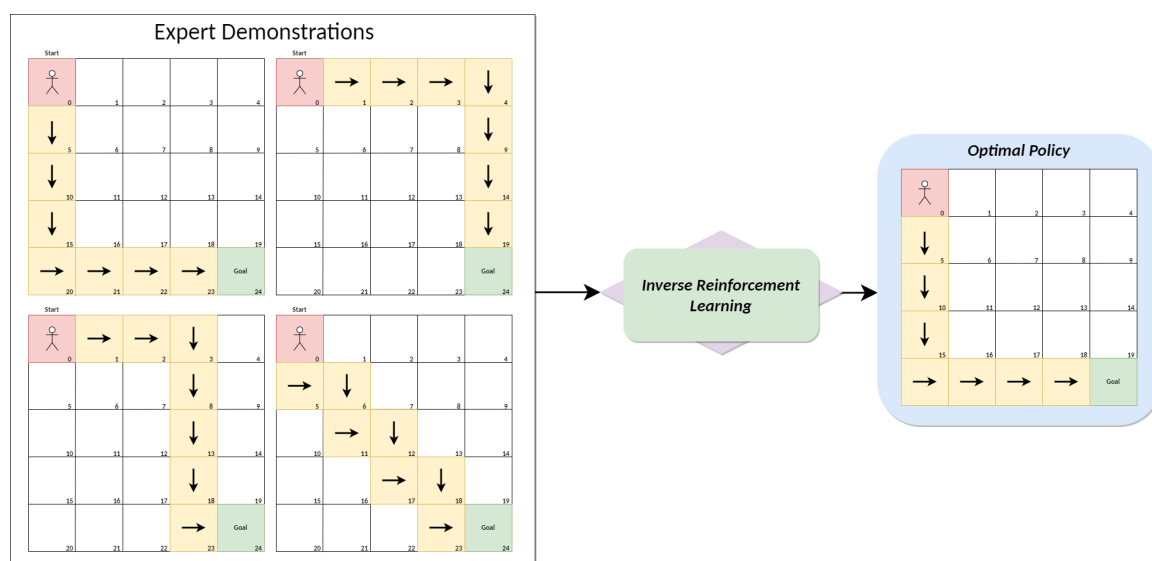 Expert Demonstrations
Start
0 1 2 3 4
5 6 7 8 9
10 11 12 13 14
15 16 17 18 19
Goal
20 21 22 23 24
Start
0 1 2 3 4
5 6 7 8 9
10 11 12 13 14
15 16 17 18 19
Goal
20 21 22 23 24
Start
0 1 2 3 4
5 6 7 8 9
10 11 12 13 14
15 16 17 18 19
Goal
20 21 22 23 24
Start
0 1 2 3 4
5 6 7 8 9
10 11 12 13 14
15 16 17 18 19
Goal
20 21 22 23 24
Inverse Reinforcement
Learning
Optimal Policy
0 1 2 3 4
5 6 7 8 9
10 11 12 13 14
15 16 17 18 19
Goal